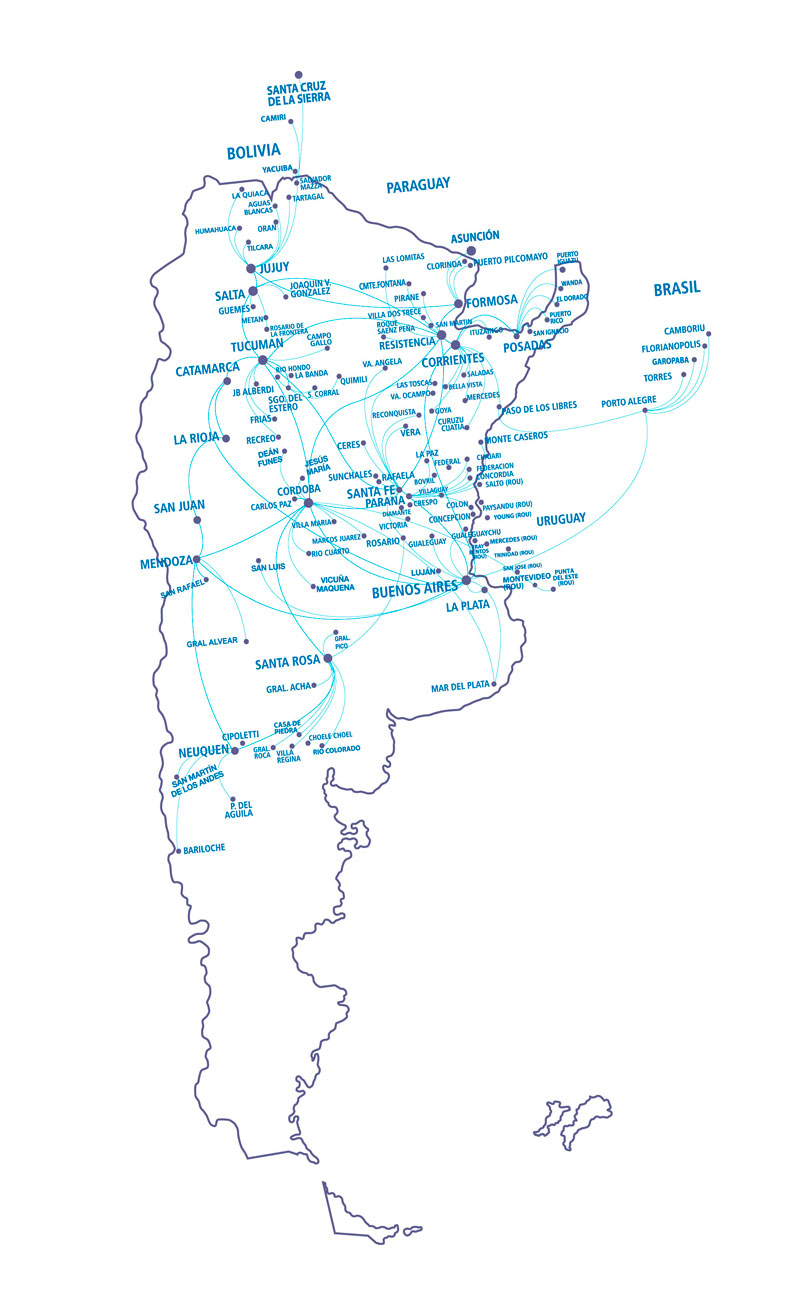 SANTA CRUZ
DE LA SIERRA
CAMIRI
BOLIVIA
YACUIBA
SALVADOR
MAZZA
PARAGUAY
LA QUIACA
TARTAGAL
AGUAS
BLANCAS
HUMAHUACA
ORAN
TILCARA
ASUNCIÓN
LAS LOMITAS
CLORINDA
PUERTO PILCOMAYO
PUERTO
IGUAZU
JUJUY
JOAQUIN V.
GONZALEZ
CMTE.FONTANA
WANDA
SALTA
PIRANE
FORMOSA
ELDORADO
BRASIL
GUEMES
METAN
VILLA DOS TRECE
PUERTO
RICO
ROSARIO DE
LA FRONTERA
ROQUE
SAENZ PEÑA
SAN MARTIN
ITUZAINGO
SAN IGNACIO
CAMBORIU
TUCUMAN
CAMPO
GALLO
RESISTENCIA
POSADAS
FLORIANOPOLIS
CATAMARCA
RIO HONDO
LA BANDA
VA. ANGELA
CORRIENTES
GAROPABA
QUIMILI
SALADAS
TORRES
JB ALBERDI
SGO. DEL
ESTERO
S. CORRAL
LAS TOSCAS
BELLA VISTA
VA. OCAMPO
MERCEDES
PORTO ALEGRE
FRIAS
RECONQUISTA
GOYA
PASO DE LOS LIBRES
CURUZU
CUATIA
LA RIOJA
RECREO
VERA
MONTE CASEROS
CERES
DEÁN
FUNES
JESÚS
MARÍA
LA PAZ
FEDERAL
CHAJARI
FEDERACION
SUNCHALES
RAFAELA
BOVRIL
CONCORDIA
SALTO (ROU)
CORDOBA
SANTA FE
VILLAGUAY
CARLOS PAZ
PARANA
CRESPO
COLON
PAYSANDU (ROU)
SAN JUAN
DIAMANTE
CONCEPCION
YOUNG (ROU)
URUGUAY
VILLA MARIA
VICTORIA
MARCOS JUAREZ
ROSARIO
GUALEGUAY
GUALEGUAYCHU
MERCEDES (ROU)
FRAY
BENTOS
(ROU)
TRINIDAD (ROU)
RIO CUARTO
MENDOZA
SAN LUIS
LUJÁN
SAN JOSE (ROU)
MONTEVIDEO
(ROU)
PUNTA
DEL ESTE
(ROU)
SAN RAFAEL
VICUÑA
MAQUENA
BUENOS AIRES
LA PLATA
GRAL ALVEAR
GRAL.
PICO
SANTA ROSA
GRAL. ACHA
MAR DEL PLATA
CASA DE
PIEDRA
CIPOLETTI
CHOELE CHOEL
NEUQUEN
GRAL
ROCA
VILLA
REGINA
RIO COLORADO
SAN MARTÍN
DE LOS ANDES
P. DEL
AGUILA
BARILOCHE